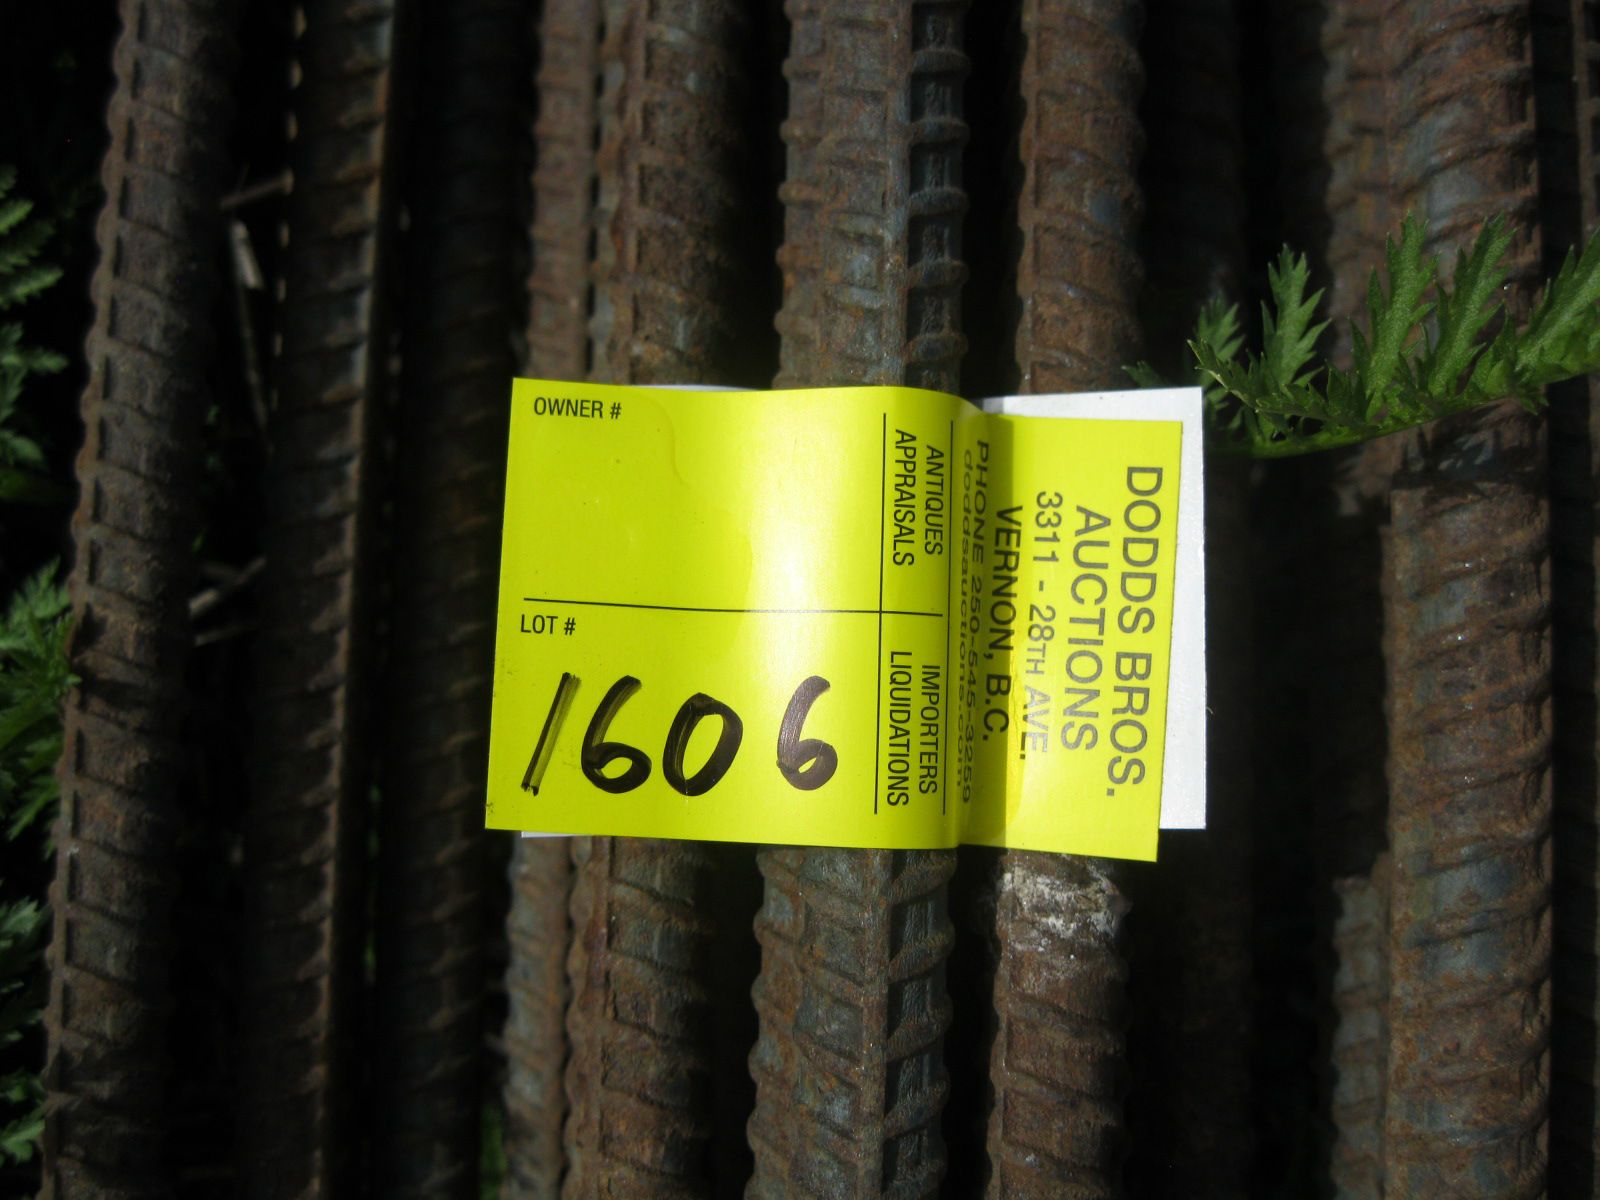 OWNER #
LOT #
1606
ANTIQUES
APPRAISALS
IMPORTERS
LIQUIDATIONS
DODDS BROS.
AUCTIONS
3311 - 28TH AVE.
VERNON, B.C.
PHONE 250-545-3259
doddsauctions.com